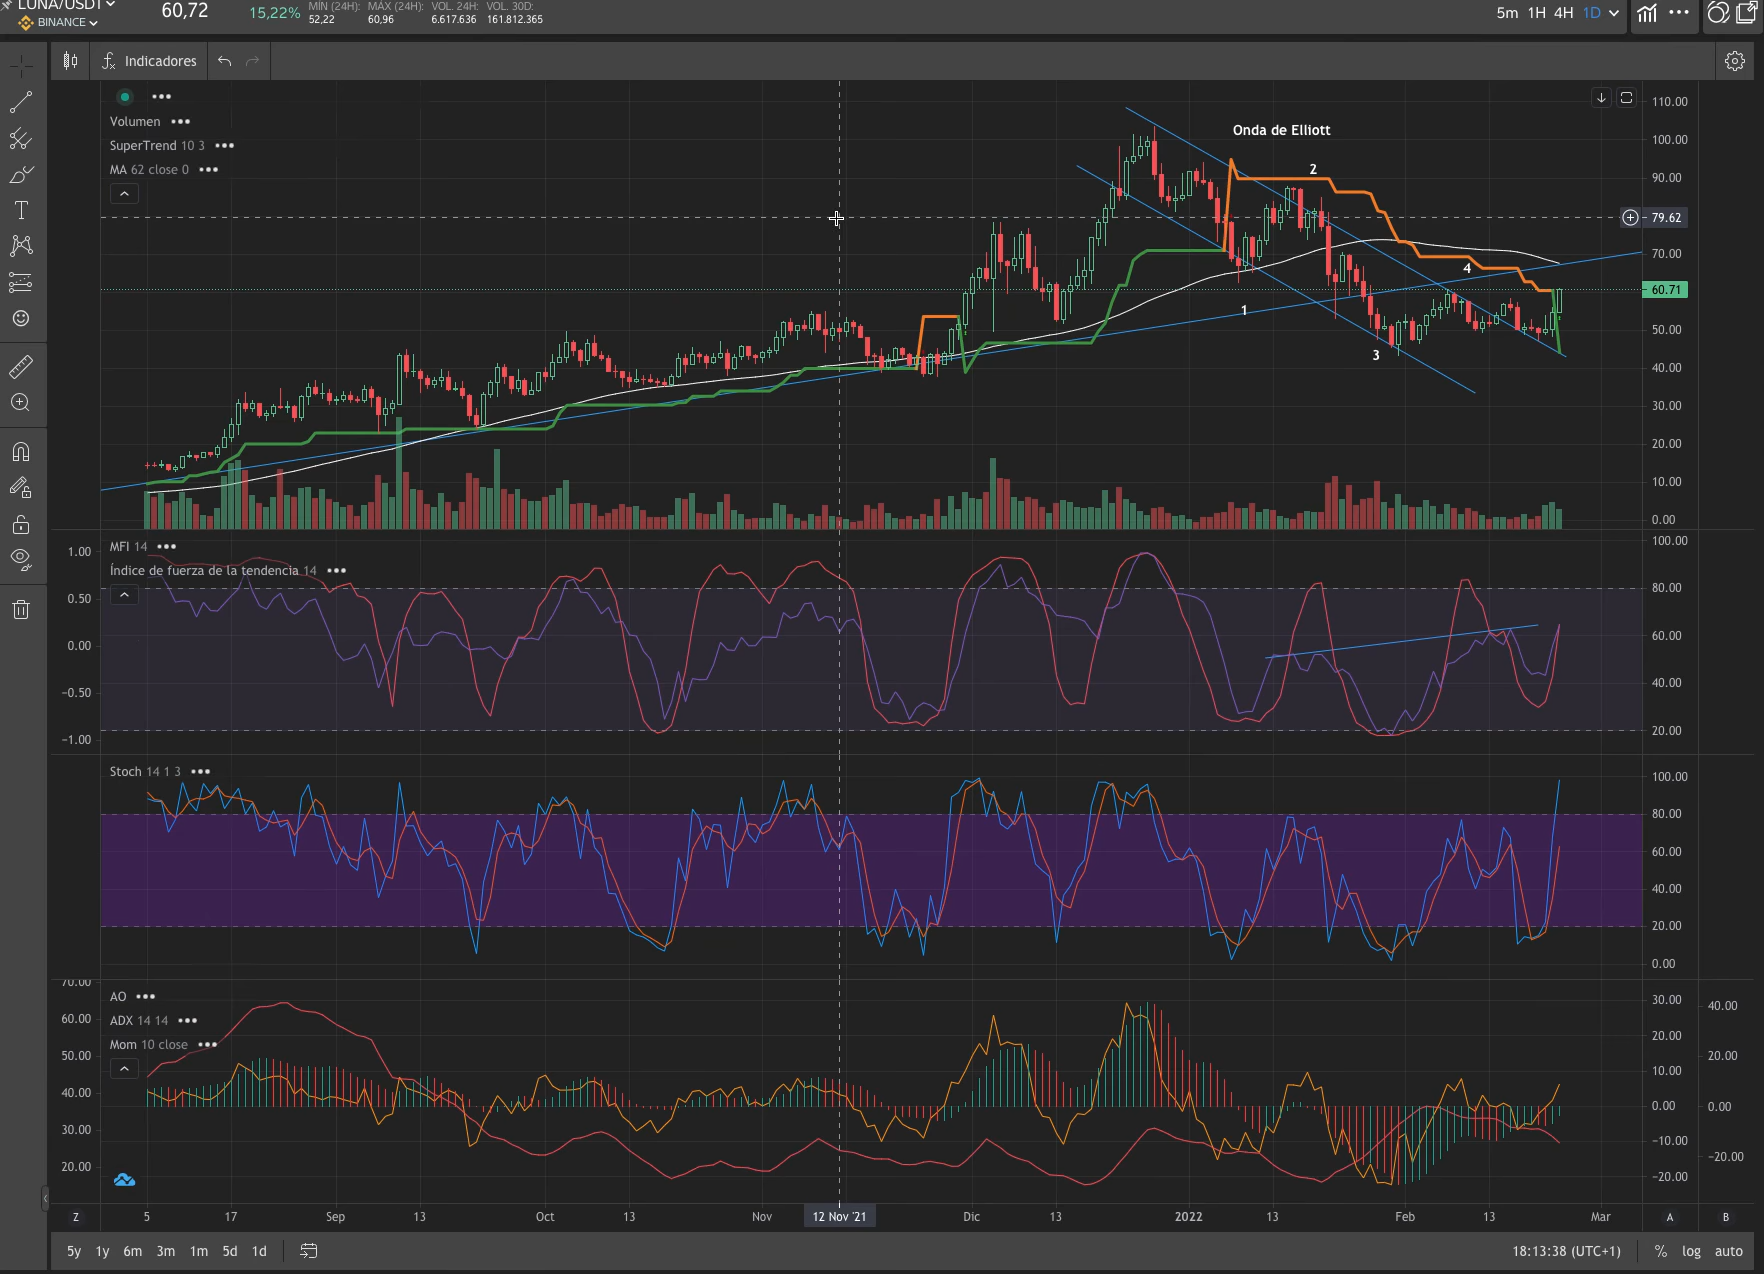 LUNA/USDT
BINANCE
60,72
15,22%
MÍN (24H):
52,22
MÁX (24H):
60,96
VOL. 24H:
6.617.636
VOL. 30D:
161.812.365
5m 1H 4H 1D
Indicadores
Volumen
SuperTrend 10 3
MA 62 close 0
Onda de Elliott
2
4
1
3
110.00
100.00
90.00
79.62
70.00
60.71
50.00
40.00
30.00
20.00
10.00
0.00
MFI 14
Índice de fuerza de la tendencia 14
1.00
0.50
0.00
−0.50
−1.00
100.00
80.00
60.00
40.00
20.00
Stoch 14 1 3
100.00
80.00
60.00
40.00
20.00
0.00
AO
ADX 14 14
Mom 10 close
70.00
60.00
50.00
40.00
30.00
20.00
30.00
20.00
10.00
0.00
−10.00
−20.00
40.00
20.00
0.00
−20.00
Z 5 17 Sep 13 Oct 13 Nov 12 Nov '21 Dic 13 2022 13 Feb 13 Mar A B
5y 1y 6m 3m 1m 5d 1d
18:13:38 (UTC+1) % log auto